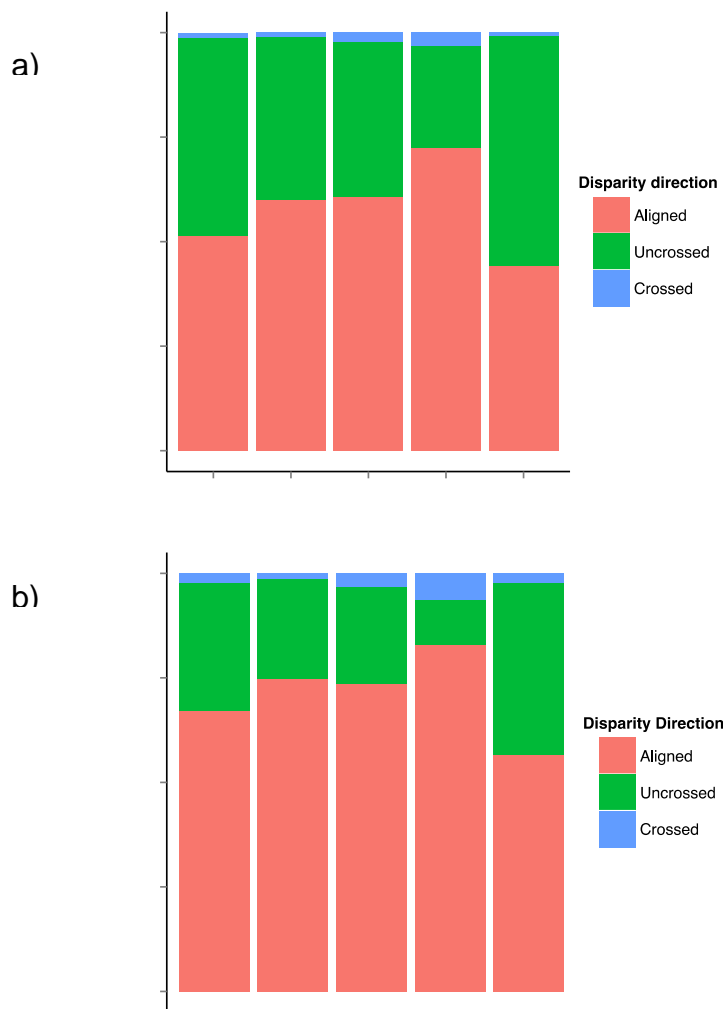 a)
Disparity direction
Aligned
Uncrossed
Crossed
b)
Disparity Direction
Aligned
Uncrossed
Crossed